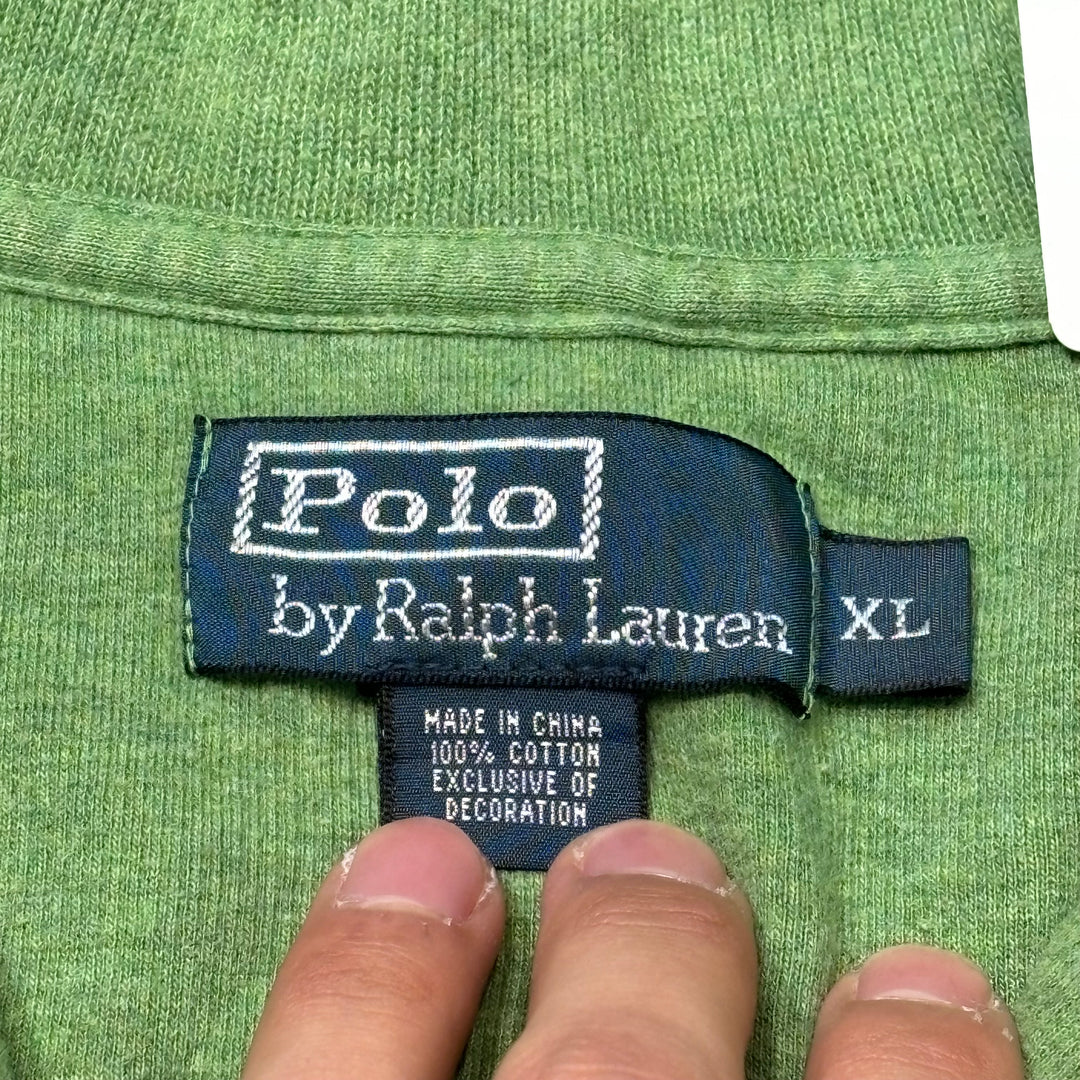 Polo
by Ralph Lauren
XL
MADE IN CHINA
100% COTTON
EXCLUSIVE OF
DECORATION